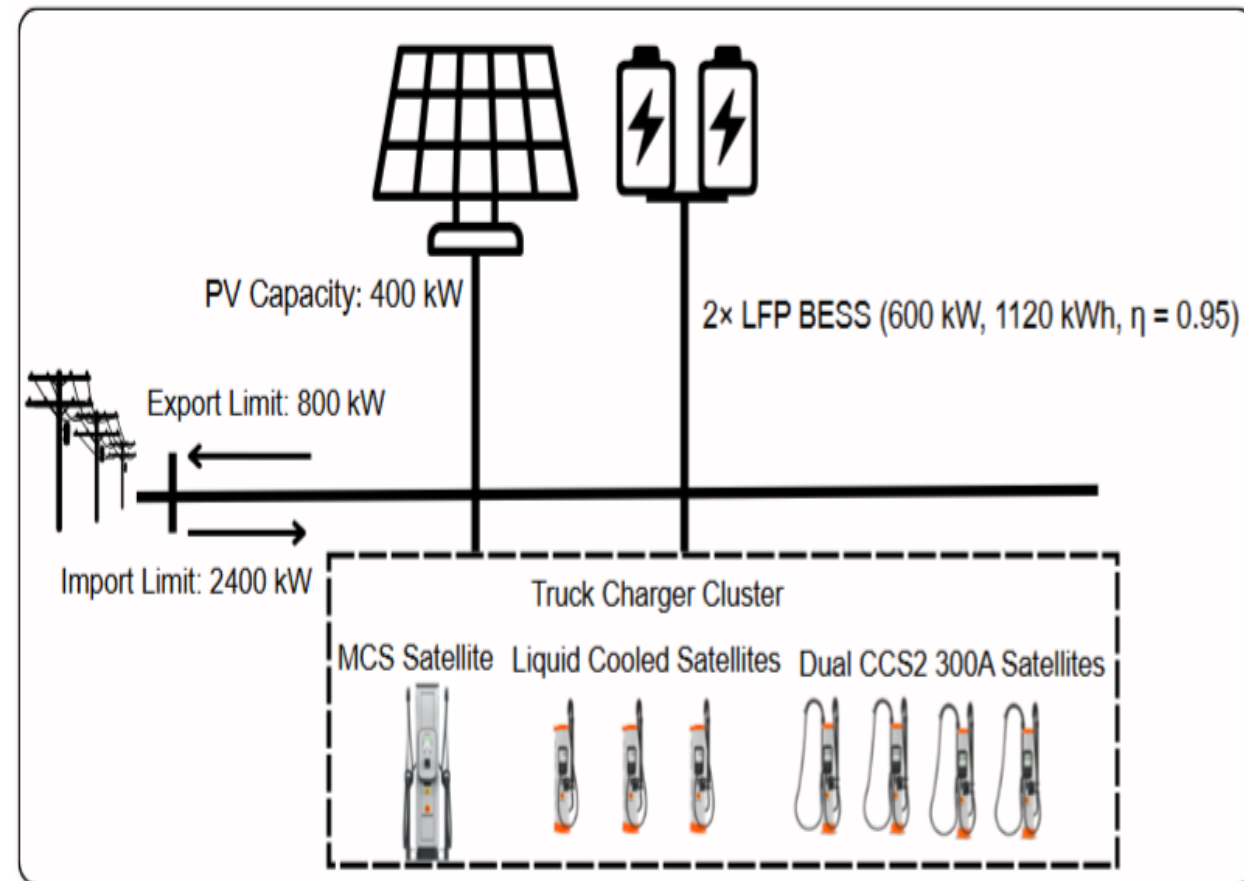 PV Capacity: 400 kW
2× LFP BESS (600 kW, 1120 kWh, η = 0.95)
Export Limit: 800 kW
Import Limit: 2400 kW
Truck Charger Cluster
MCS Satellite
Liquid Cooled Satellites
Dual CCS2 300A Satellites